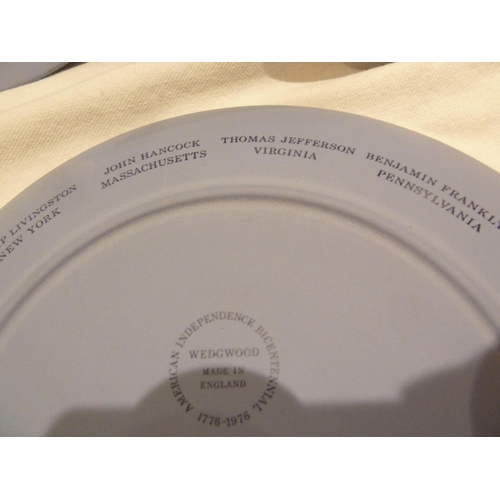 P LIVINGSTON
NEW YORK
JOHN HANCOCK
MASSACHUSETTS
THOMAS JEFFERSON
VIRGINIA
BENJAMIN FRANKLI
PENNSYLVANIA
AMERICAN INDEPENDENCE BICENTENNIAL
1776-1976
WEDGWOOD
MADE IN
ENGLAND